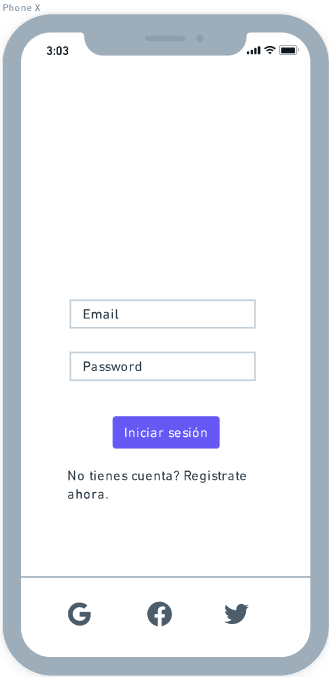 Phone X
3:03
Email
Password
Iniciar sesión
No tienes cuenta? Registrate
ahora.